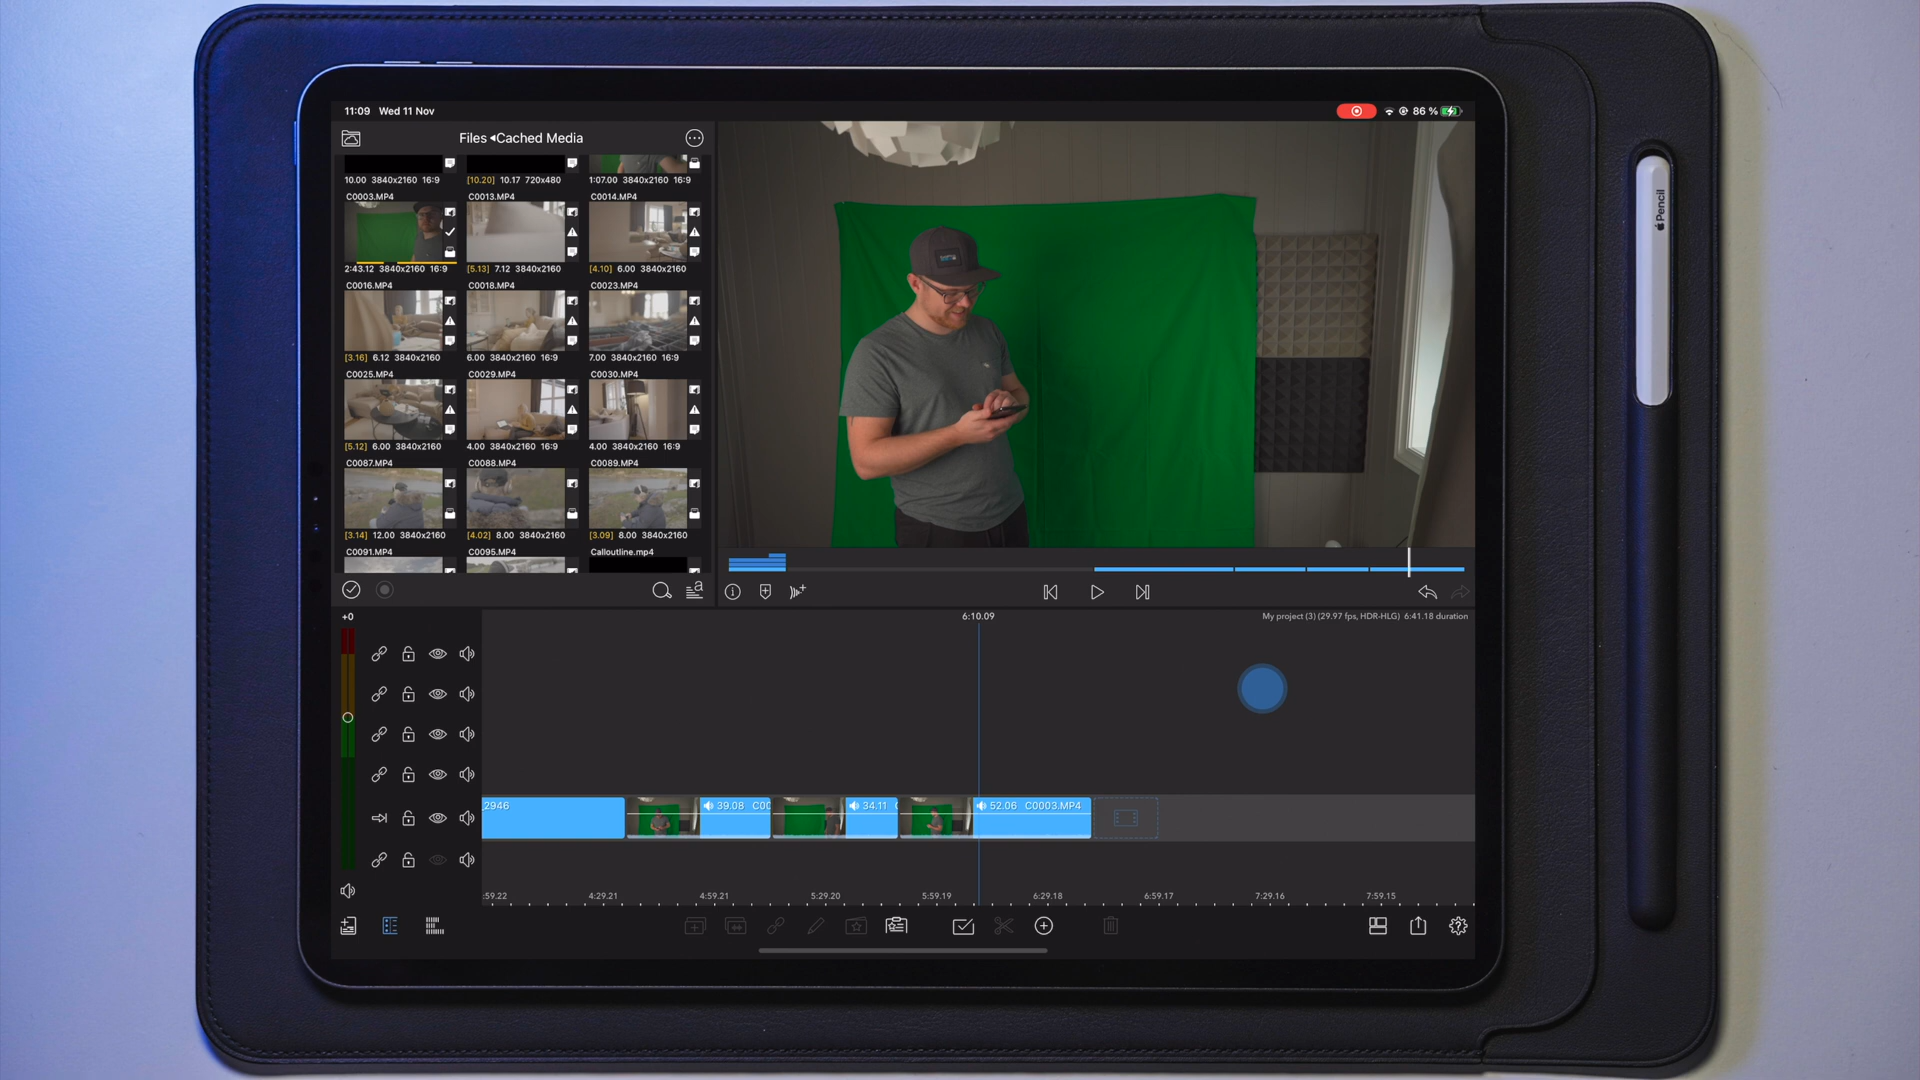 11:09 Wed 11 Nov
86 %
Files ◂Cached Media
10.00 3840x2160 16:9
[10.20] 10.17 720x480
1:07.00 3840x2160 16:9
C0003.MP4
C0013.MP4
C0014.MP4
2:43.12 3840x2160 16:9
[5.13] 7.12 3840x2160
[4.10] 6.00 3840x2160
C0016.MP4
C0018.MP4
C0023.MP4
[3.16] 6.12 3840x2160
6.00 3840x2160 16:9
7.00 3840x2160 16:9
C0025.MP4
C0029.MP4
C0030.MP4
[5.12] 6.00 3840x2160
4.00 3840x2160 16:9
4.00 3840x2160 16:9
C0087.MP4
C0088.MP4
C0089.MP4
[3.14] 12.00 3840x2160
[4.02] 8.00 3840x2160
[3.09] 8.00 3840x2160
C0091.MP4
C0095.MP4
Calloutline.mp4
+0
6:10.09
My project (3) (29.97 fps, HDR-HLG) 6:41.18 duration
2946
39.08 C00
34.11
52.06 C0003.MP4
:59.22
4:29.21
4:59.21
5:29.20
5:59.19
6:29.18
6:59.17
7:29.16
7:59.15
Pencil